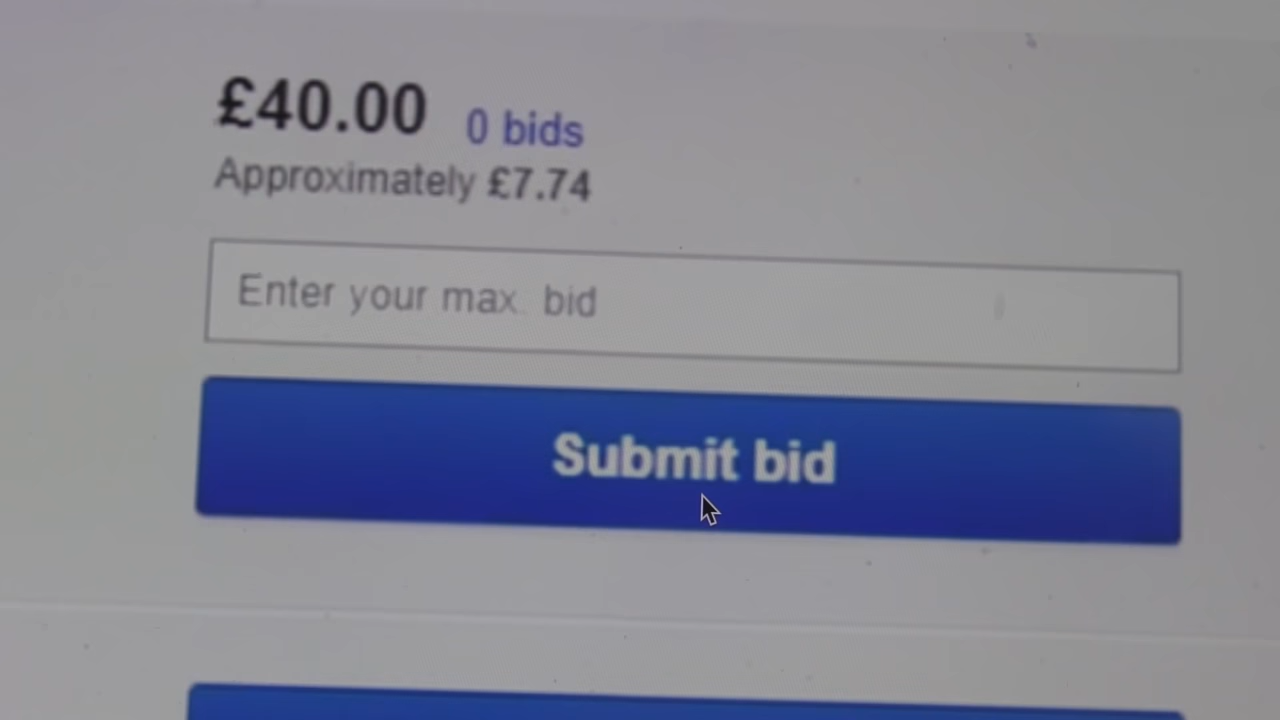 £40.00 0 bids
Approximately £7.74
Enter your max. bid
Submit bid